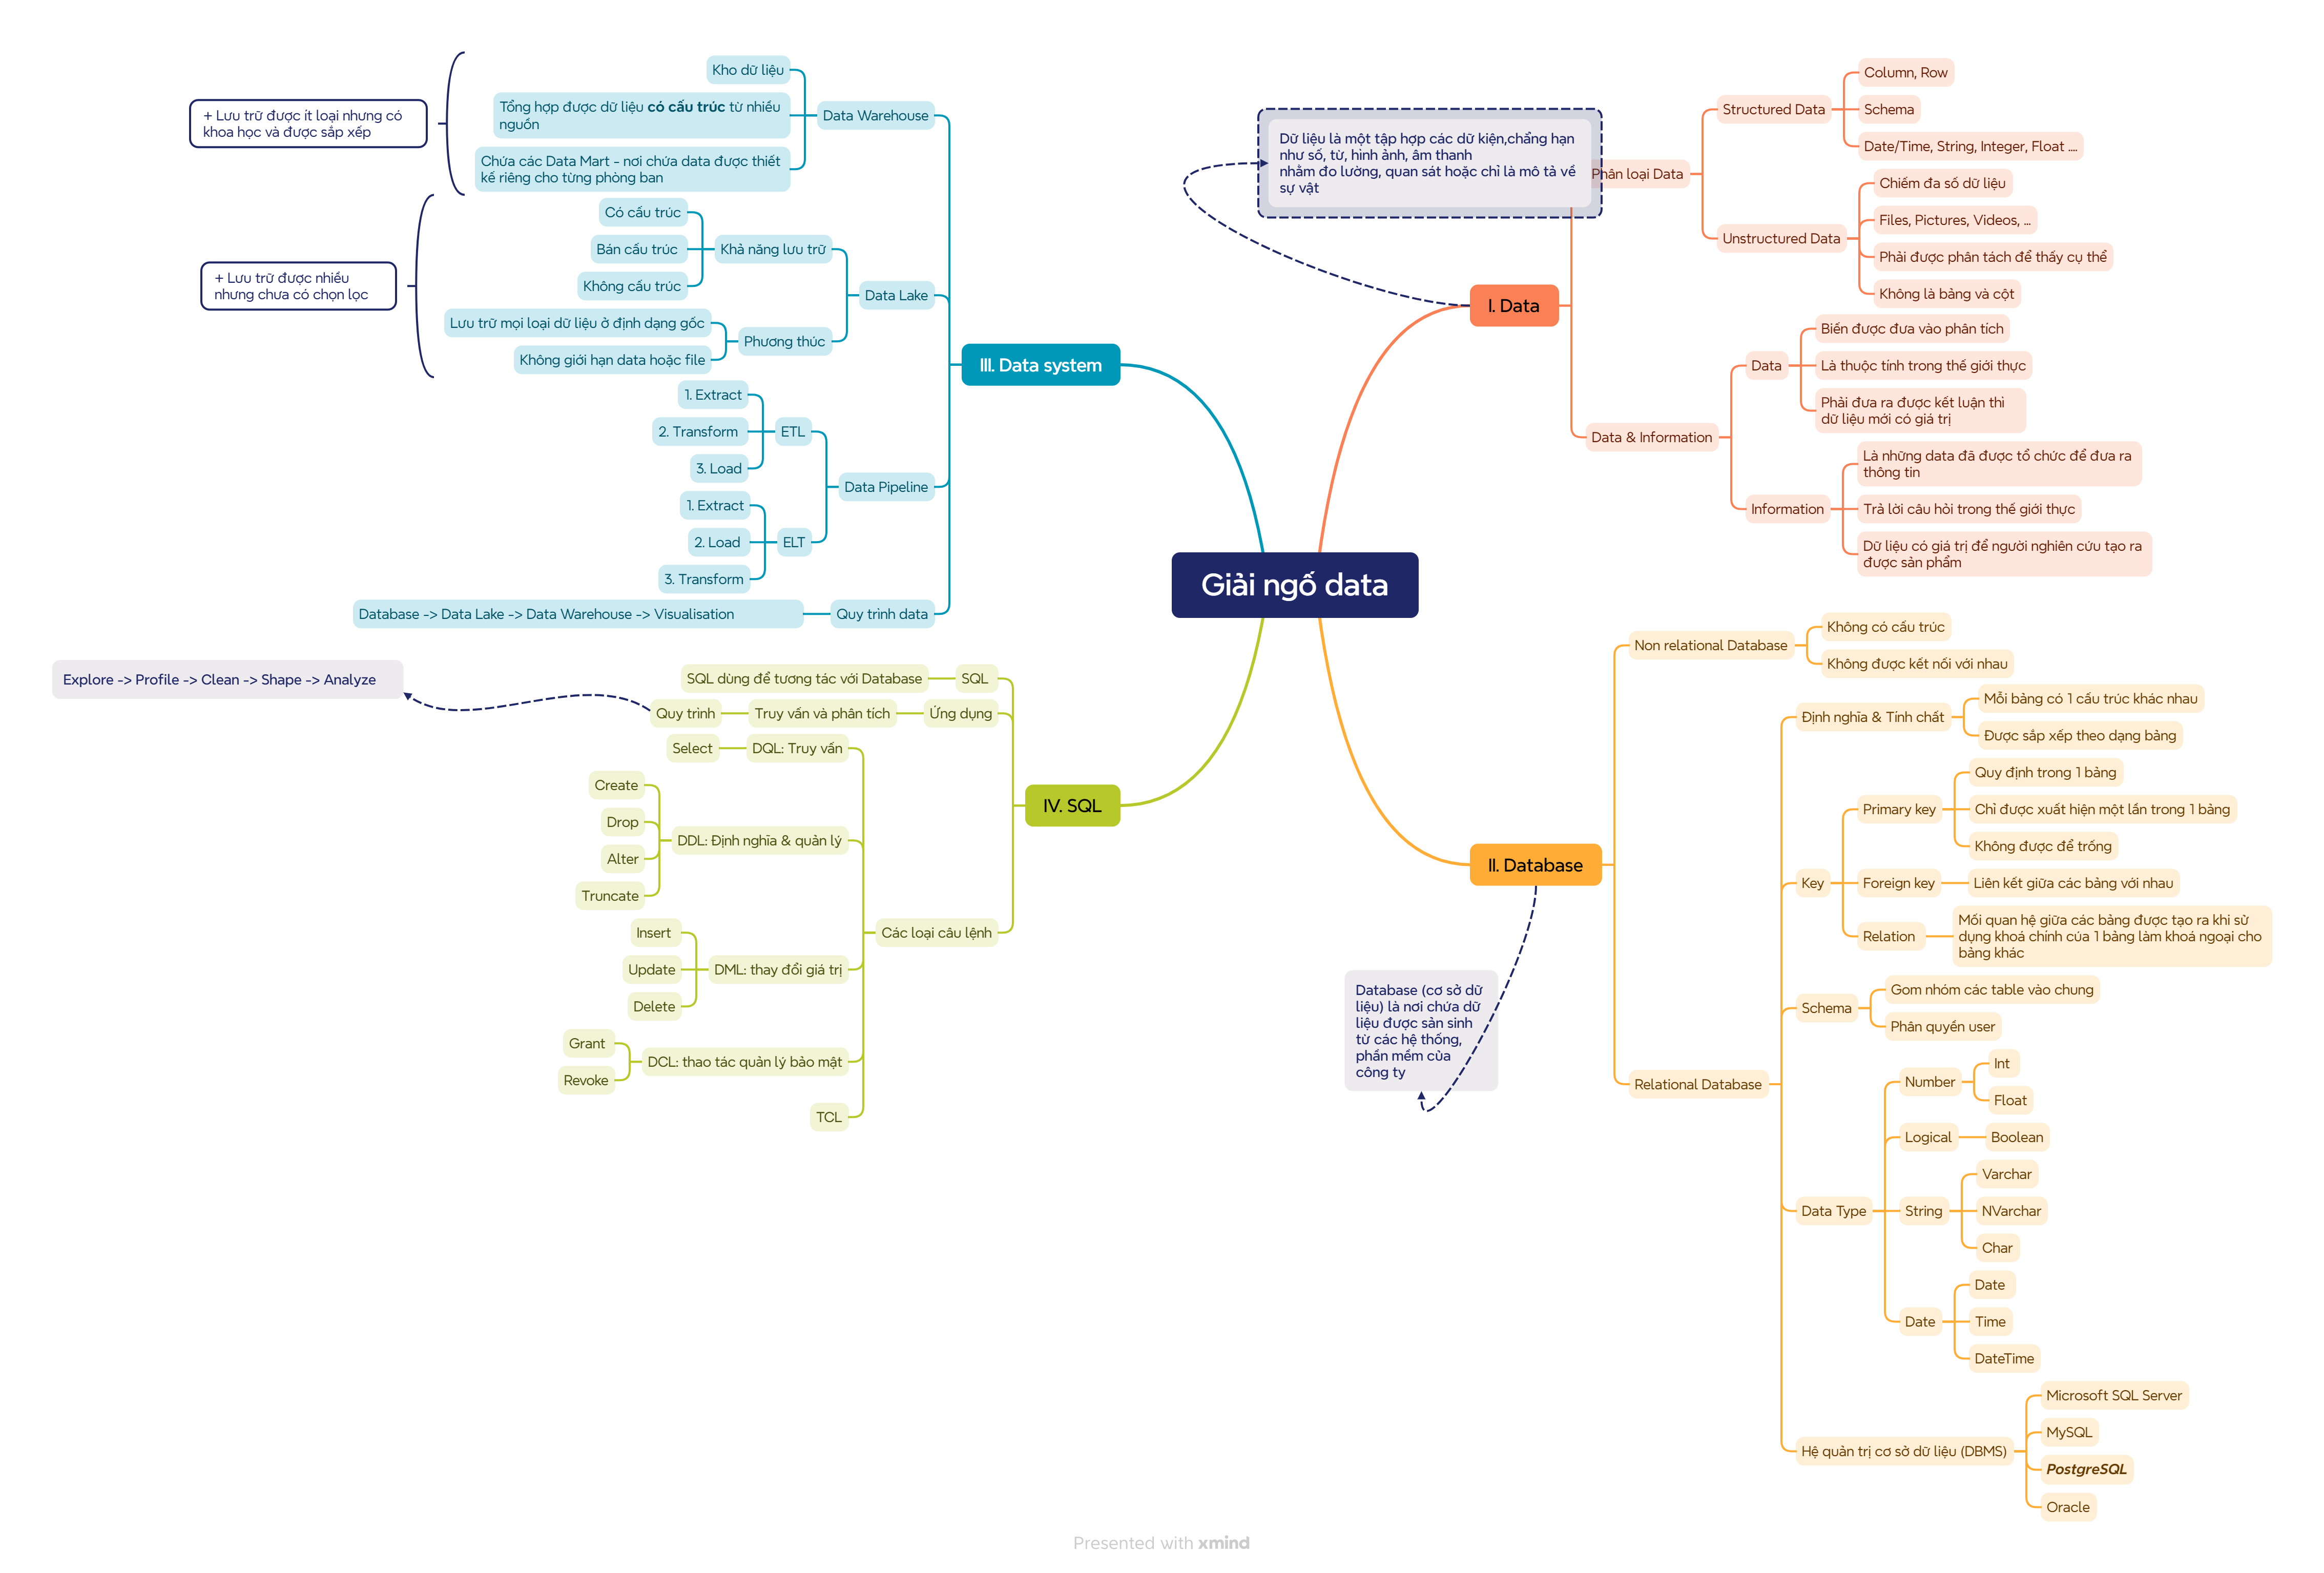 Giải ngố data
I. Data
Dữ liệu là một tập hợp các dữ kiện,chẳng hạn
như số, từ, hình ảnh, âm thanh
nhằm đo lường, quan sát hoặc chỉ là mô tả về
sự vật
Phân loại Data
Structured Data
Column, Row
Schema
Date/Time, String, Integer, Float ....
Unstructured Data
Chiếm đa số dữ liệu
Files, Pictures, Videos, ...
Phải được phân tách để thấy cụ thể
Không là bảng và cột
Data & Information
Data
Biến được đưa vào phân tích
Là thuộc tính trong thế giới thực
Phải đưa ra được kết luận thì
dữ liệu mới có giá trị
Information
Là những data đã được tổ chức để đưa ra
thông tin
Trả lời câu hỏi trong thế giới thực
Dữ liệu có giá trị để người nghiên cứu tạo ra
được sản phẩm
II. Database
Database (cơ sở dữ
liệu) là nơi chứa dữ
liệu được sản sinh
từ các hệ thống,
phần mềm của
công ty
Non relational Database
Không có cấu trúc
Không được kết nối với nhau
Relational Database
Định nghĩa & Tính chất
Mỗi bảng có 1 cấu trúc khác nhau
Được sắp xếp theo dạng bảng
Key
Primary key
Quy định trong 1 bảng
Chỉ được xuất hiện một lần trong 1 bảng
Không được để trống
Foreign key
Liên kết giữa các bảng với nhau
Relation
Mối quan hệ giữa các bảng được tạo ra khi sử
dụng khoá chính của 1 bảng làm khoá ngoại cho
bảng khác
Schema
Gom nhóm các table vào chung
Phân quyền user
Data Type
Number
Int
Float
Logical
Boolean
String
Varchar
NVarchar
Char
Date
Date
Time
DateTime
Hệ quản trị cơ sở dữ liệu (DBMS)
Microsoft SQL Server
MySQL
PostgreSQL
Oracle
III. Data system
Data Warehouse
Kho dữ liệu
Tổng hợp được dữ liệu có cấu trúc từ nhiều
nguồn
Chứa các Data Mart - nơi chứa data được thiết
kế riêng cho từng phòng ban
+ Lưu trữ được ít loại nhưng có
khoa học và được sắp xếp
Data Lake
Khả năng lưu trữ
Có cấu trúc
Bán cấu trúc
Không cấu trúc
Phương thúc
Lưu trữ mọi loại dữ liệu ở định dạng gốc
Không giới hạn data hoặc file
+ Lưu trữ được nhiều
nhưng chưa có chọn lọc
Data Pipeline
ETL
1. Extract
2. Transform
3. Load
ELT
1. Extract
2. Load
3. Transform
Quy trình data
Database -> Data Lake -> Data Warehouse -> Visualisation
IV. SQL
SQL
SQL dùng để tương tác với Database
Ứng dụng
Truy vấn và phân tích
Quy trình
Explore -> Profile -> Clean -> Shape -> Analyze
Các loại câu lệnh
DQL: Truy vấn
Select
DDL: Định nghĩa & quản lý
Create
Drop
Alter
Truncate
DML: thay đổi giá trị
Insert
Update
Delete
DCL: thao tác quản lý bảo mật
Grant
Revoke
TCL
Presented with xmind